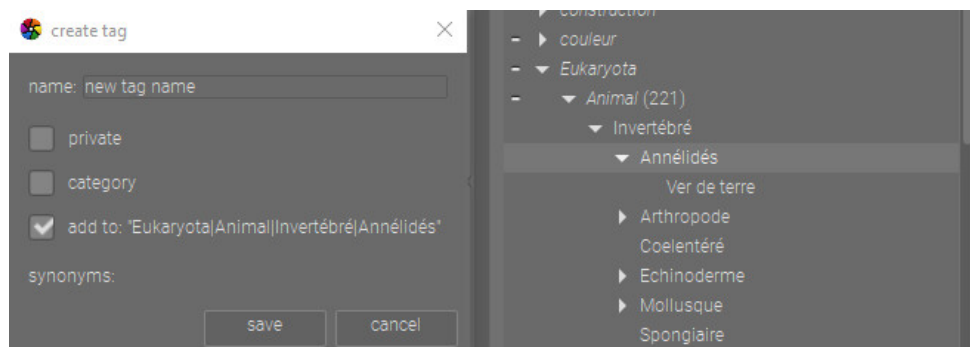 create tag
name: new tag name
private
category
add to: "Eukaryota|Animal|Invertébré|Annélidés"
synonyms:
save cancel
construction
couleur
Eukaryota
Animal (221)
Invertébré
Annélidés
Ver de terre
Arthropode
Coelentéré
Echinoderme
Mollusque
Spongiaire